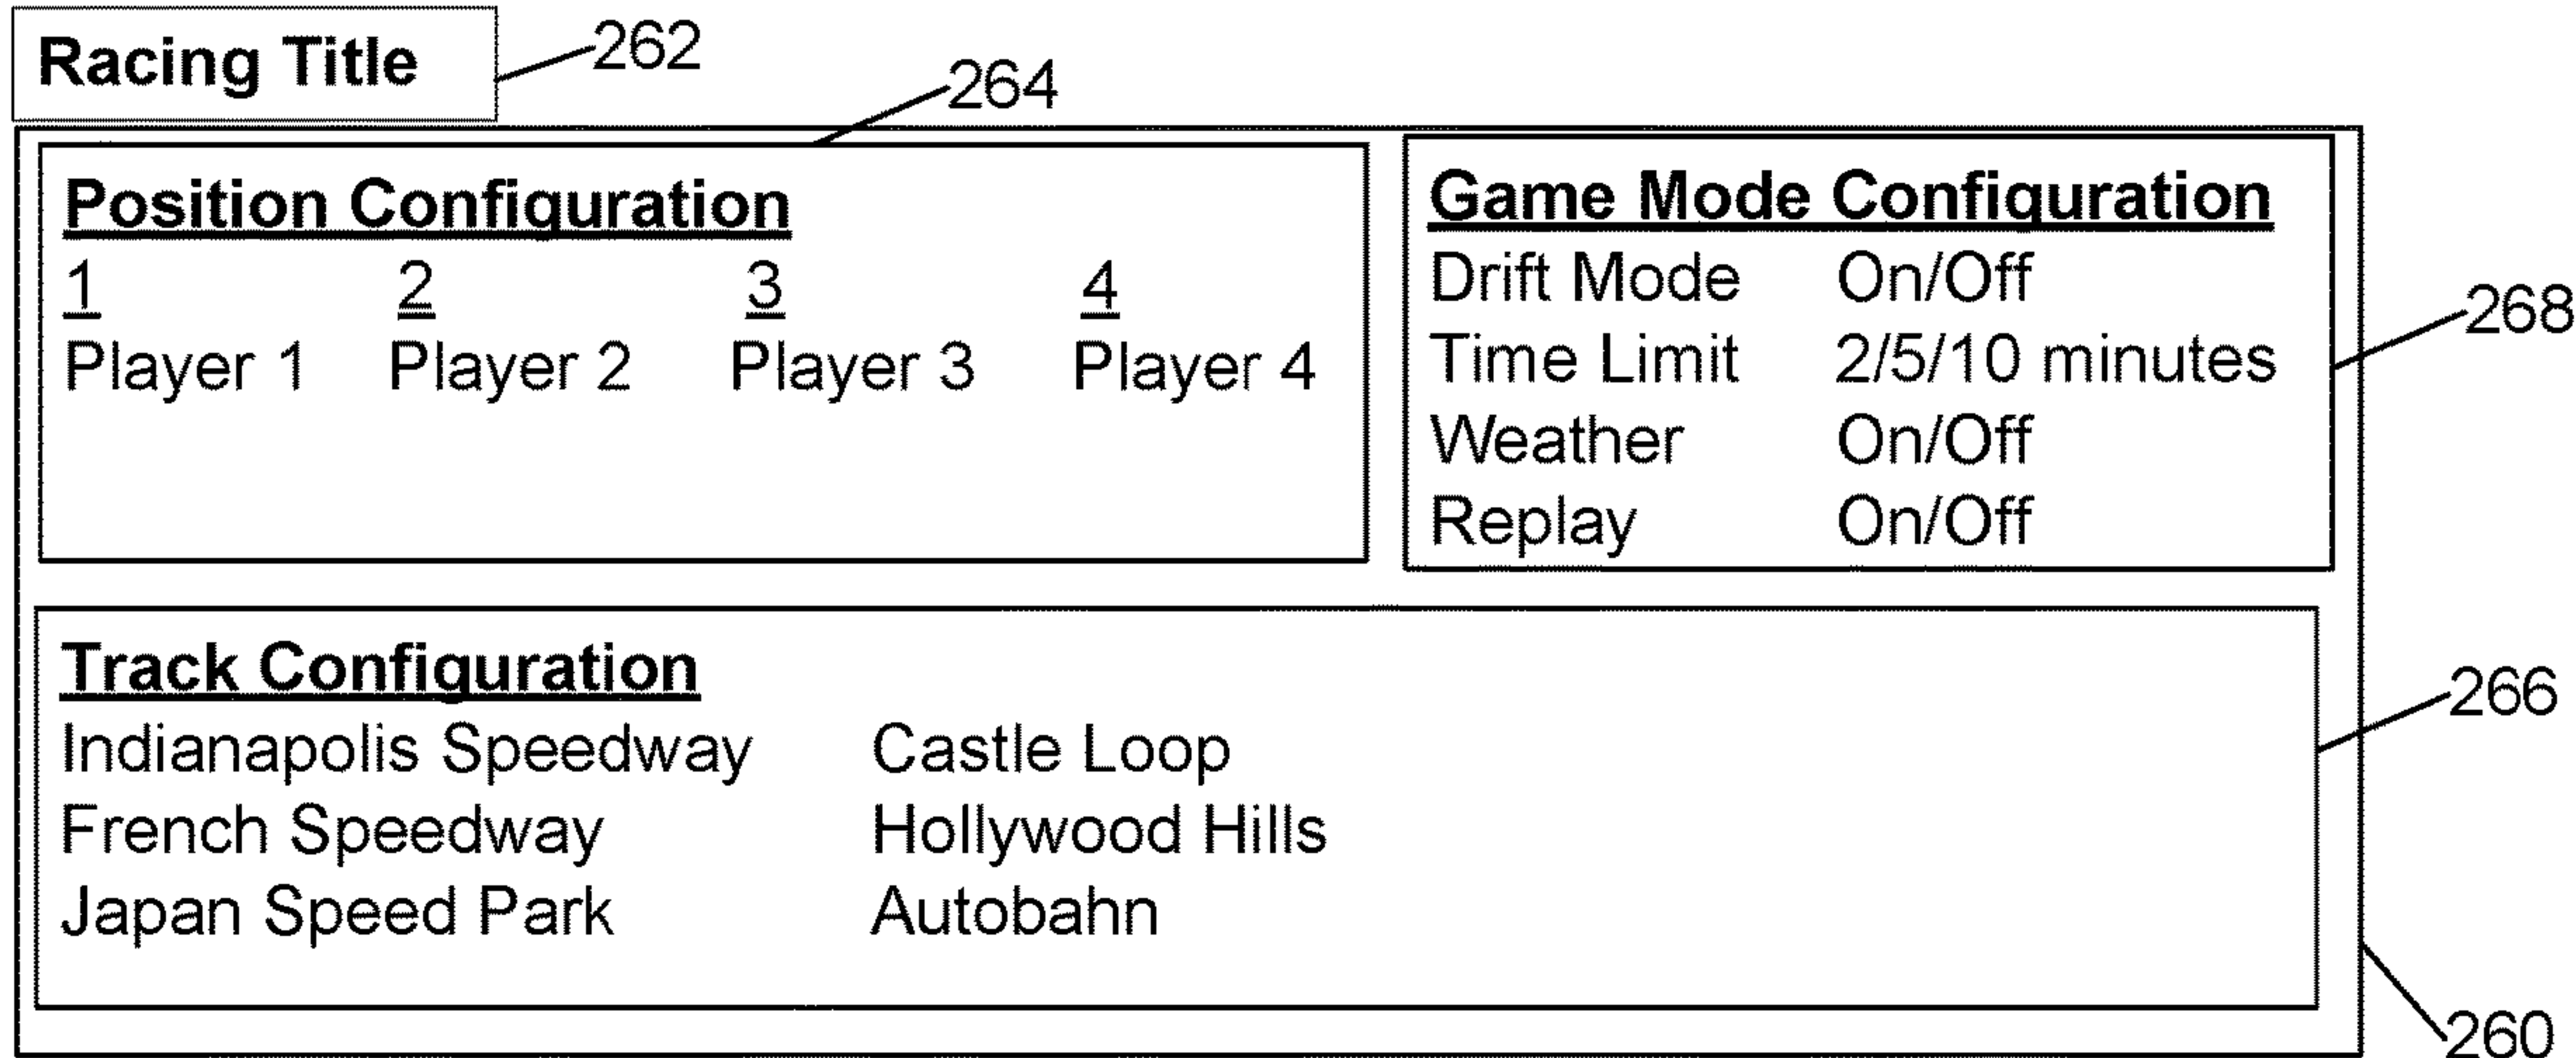 Racing Title
262
264
Position Configuration
1 2 3 4
Player 1 Player 2 Player 3 Player 4
Game Mode Configuration
Drift Mode On/Off
Time Limit 2/5/10 minutes
Weather On/Off
Replay On/Off
268
Track Configuration
Indianapolis Speedway Castle Loop
French Speedway Hollywood Hills
Japan Speed Park Autobahn
266
260